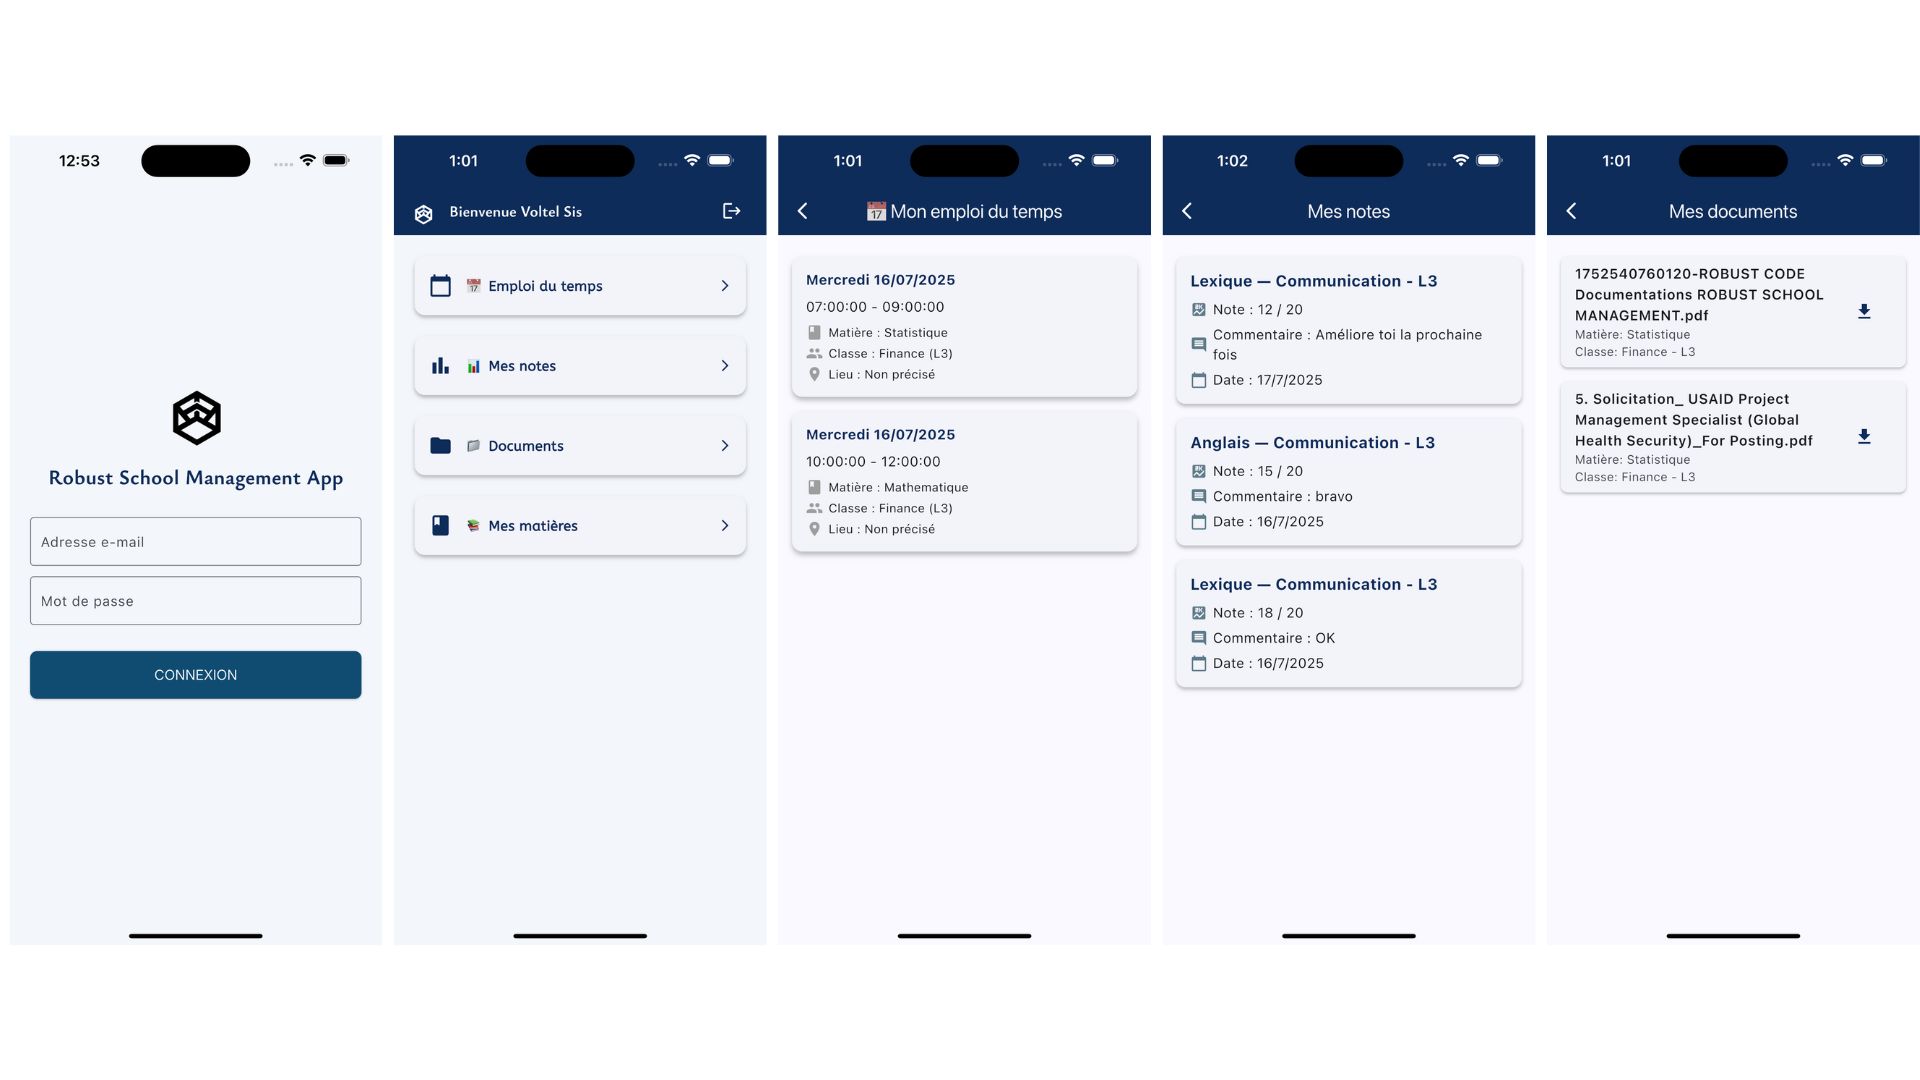 12:53
Robust School Management App
Adresse e-mail
Mot de passe
CONNEXION
1:01
Bienvenue Voltel Sis
17 Emploi du temps
Mes notes
Documents
Mes matières
1:01
17 Mon emploi du temps
Mercredi 16/07/2025
07:00:00 - 09:00:00
Matière : Statistique
Classe : Finance (L3)
Lieu : Non précisé
Mercredi 16/07/2025
10:00:00 - 12:00:00
Matière : Mathematique
Classe : Finance (L3)
Lieu : Non précisé
1:02
Mes notes
Lexique — Communication - L3
Note : 12 / 20
Commentaire : Améliore toi la prochaine
fois
Date : 17/7/2025
Anglais — Communication - L3
Note : 15 / 20
Commentaire : bravo
Date : 16/7/2025
Lexique — Communication - L3
Note : 18 / 20
Commentaire : OK
Date : 16/7/2025
1:01
Mes documents
1752540760120-ROBUST CODE
Documentations ROBUST SCHOOL
MANAGEMENT.pdf
Matière: Statistique
Classe: Finance - L3
5. Solicitation_ USAID Project
Management Specialist (Global
Health Security)_For Posting.pdf
Matière: Statistique
Classe: Finance - L3